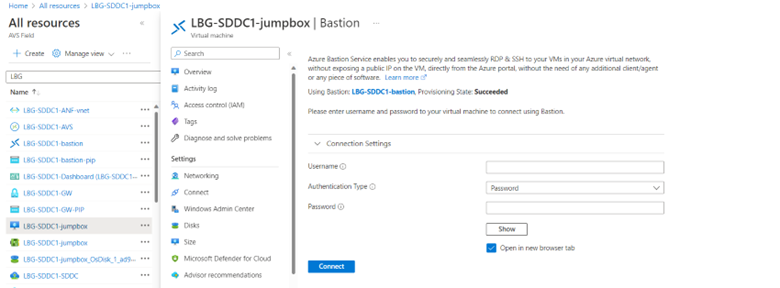 Home > All resources > LBG-SDDC1-jumpbox
All resources
AVS Field
+ Create Manage view ...
LBG
Name ↑↓
LBG-SDDC1-ANF-vnet ...
LBG-SDDC1-AVS ...
LBG-SDDC1-bastion ...
LBG-SDDC1-bastion-pip ...
LBG-SDDC1-Dashboard (LBG-SDDC1-... ...
LBG-SDDC1-GW ...
LBG-SDDC1-GW-PIP ...
LBG-SDDC1-jumpbox ...
LBG-SDDC1-jumpbox ...
LBG-SDDC1-jumpbox_OsDisk_1_ad9... ...
LBG-SDDC1-SDDC ...
LBG-SDDC1-jumpbox | Bastion ...
Virtual machine
Search
Overview
Activity log
Access control (IAM)
Tags
Diagnose and solve problems
Settings
Networking
Connect
Windows Admin Center
Disks
Size
Microsoft Defender for Cloud
Advisor recommendations
Azure Bastion Service enables you to securely and seamlessly RDP & SSH to your VMs in your Azure virtual network,
without exposing a public IP on the VM, directly from the Azure portal, without the need of any additional client/agent
or any piece of software. Learn more
Using Bastion: LBG-SDDC1-bastion, Provisioning State: Succeeded
Please enter username and password to your virtual machine to connect using Bastion.
Connection Settings
Username
Authentication Type
Password
Password
Show
Open in new browser tab
Connect